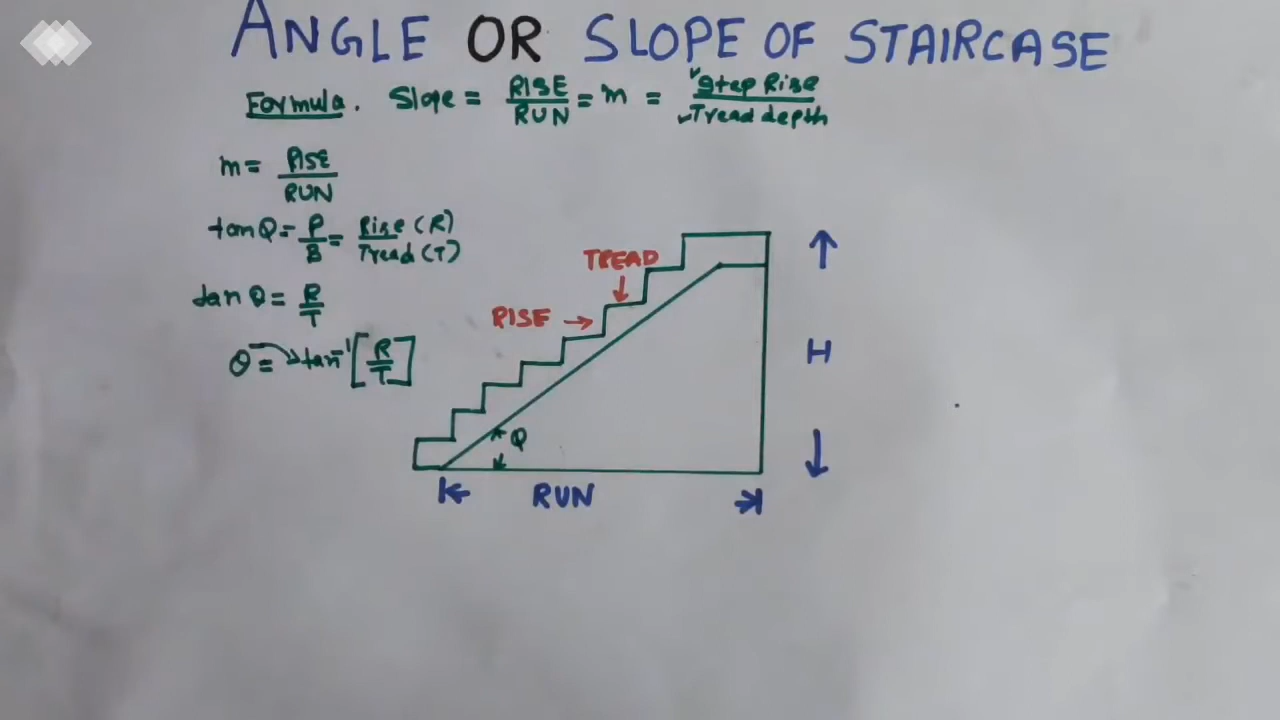 ANGLE OR SLOPE OF STAIRCASE
Formula. Slope = RISE/RUN = m = Step Rise/Tread depth
m = RISE/RUN
tan Q = P/B = Rise (R)/Tread (T)
tan θ = R/T
θ = tan⁻¹ [R/T]
TREAD
RISE
H
Q
RUN